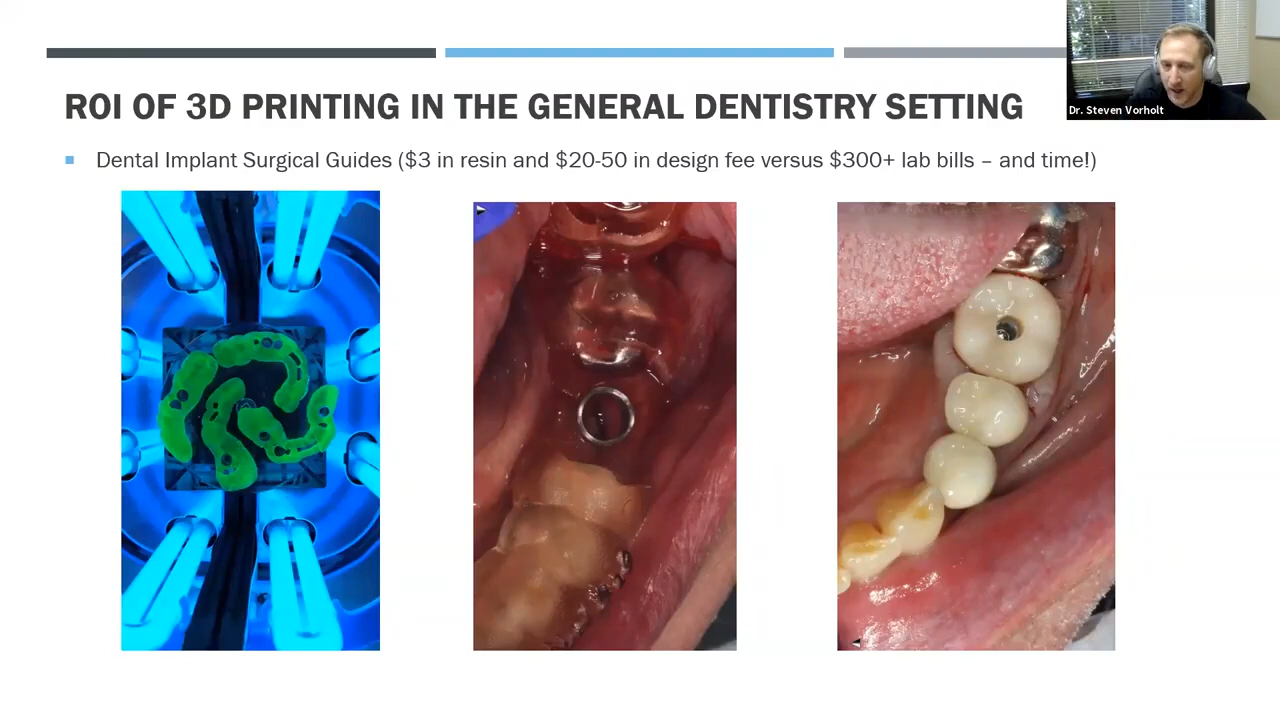 ROI OF 3D PRINTING IN THE GENERAL DENTISTRY SETTING
Dr. Steven Vorholt
Dental Implant Surgical Guides ($3 in resin and $20-50 in design fee versus $300+ lab bills – and time!)